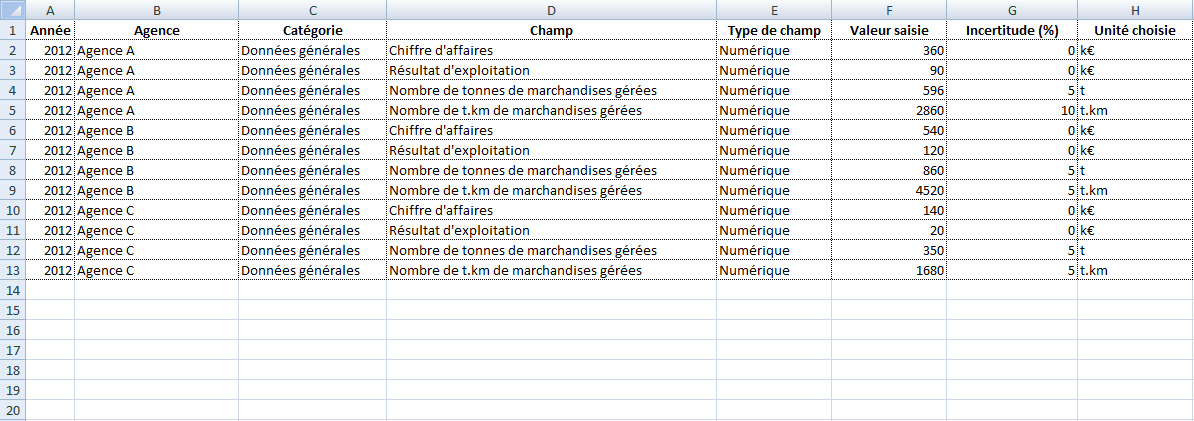 A B C D E F G H
1 Année Agence Catégorie Champ Type de champ Valeur saisie Incertitude (%) Unité choisie
2 2012 Agence A Données générales Chiffre d'affaires Numérique 360 0 k€
3 2012 Agence A Données générales Résultat d'exploitation Numérique 90 0 k€
4 2012 Agence A Données générales Nombre de tonnes de marchandises gérées Numérique 596 5 t
5 2012 Agence A Données générales Nombre de t.km de marchandises gérées Numérique 2860 10 t.km
6 2012 Agence B Données générales Chiffre d'affaires Numérique 540 0 k€
7 2012 Agence B Données générales Résultat d'exploitation Numérique 120 0 k€
8 2012 Agence B Données générales Nombre de tonnes de marchandises gérées Numérique 860 5 t
9 2012 Agence B Données générales Nombre de t.km de marchandises gérées Numérique 4520 5 t.km
10 2012 Agence C Données générales Chiffre d'affaires Numérique 140 0 k€
11 2012 Agence C Données générales Résultat d'exploitation Numérique 20 0 k€
12 2012 Agence C Données générales Nombre de tonnes de marchandises gérées Numérique 350 5 t
13 2012 Agence C Données générales Nombre de t.km de marchandises gérées Numérique 1680 5 t.km
14
15
16
17
18
19
20